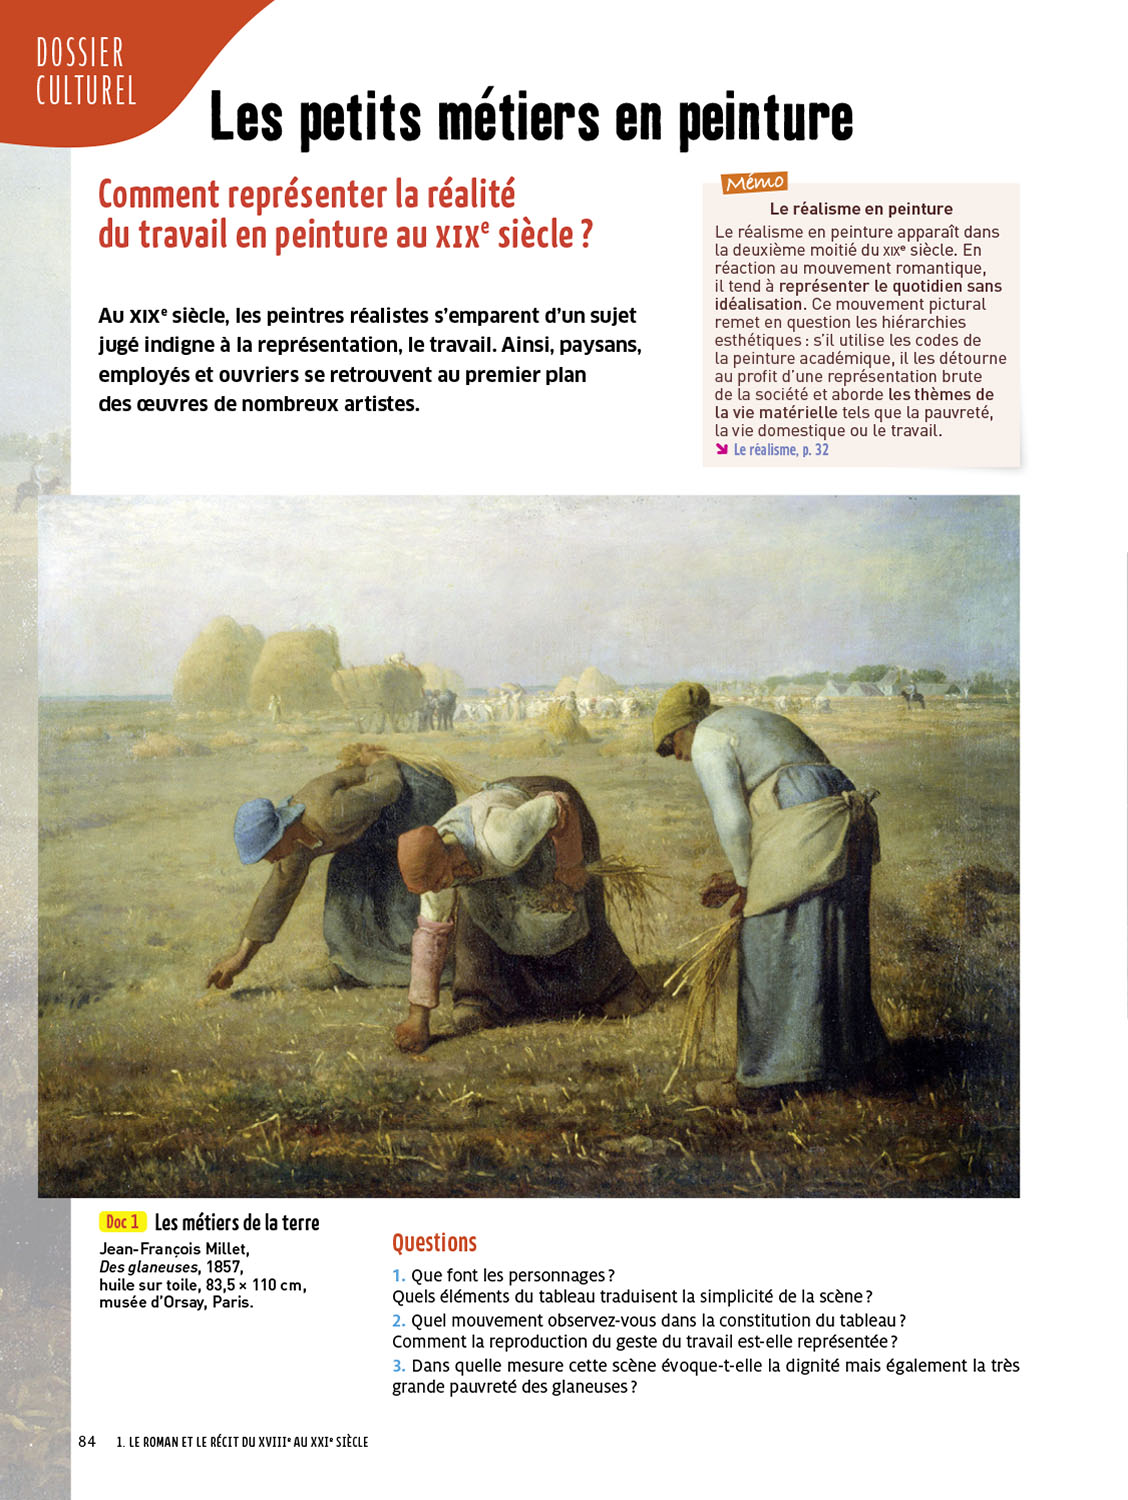 DOSSIER
CULTUREL
Les petits métiers en peinture
Comment représenter la réalité
du travail en peinture au XIXe siècle ?
Au XIXe siècle, les peintres réalistes s'emparent d'un sujet
jugé indigne à la représentation, le travail. Ainsi, paysans,
employés et ouvriers se retrouvent au premier plan
des œuvres de nombreux artistes.
Mémo
Le réalisme en peinture
Le réalisme en peinture apparaît dans
la deuxième moitié du XIXe siècle. En
réaction au mouvement romantique,
il tend à représenter le quotidien sans
idéalisation. Ce mouvement pictural
remet en question les hiérarchies
esthétiques : s'il utilise les codes de
la peinture académique, il les détourne
au profit d'une représentation brute
de la société et aborde les thèmes de
la vie matérielle tels que la pauvreté,
la vie domestique ou le travail.
Le réalisme, p. 32
Doc 1 Les métiers de la terre
Jean-François Millet,
Des glaneuses, 1857,
huile sur toile, 83,5 × 110 cm,
musée d'Orsay, Paris.
Questions
1. Que font les personnages ?
Quels éléments du tableau traduisent la simplicité de la scène ?
2. Quel mouvement observez-vous dans la constitution du tableau ?
Comment la reproduction du geste du travail est-elle représentée ?
3. Dans quelle mesure cette scène évoque-t-elle la dignité mais également la très
grande pauvreté des glaneuses ?
84 1. LE ROMAN ET LE RÉCIT DU XVIIIe AU XXIe SIÈCLE